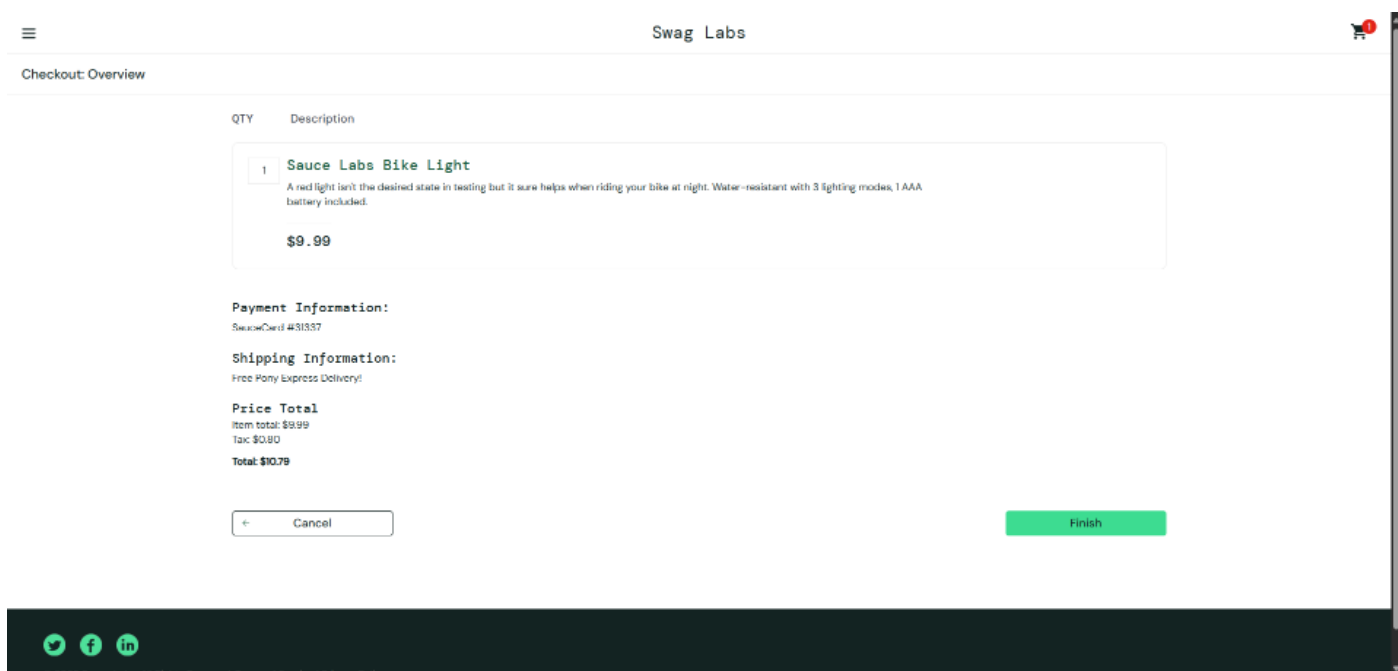 Swag Labs
1
Checkout: Overview
QTY Description
1 Sauce Labs Bike Light
A red light isn't the desired state in testing but it sure helps when riding your bike at night. Water-resistant with 3 lighting modes, 1 AAA
battery included.
$9.99
Payment Information:
SauceCard #31337
Shipping Information:
Free Pony Express Delivery!
Price Total
Item total: $9.99
Tax: $0.80
Total: $10.79
Cancel Finish